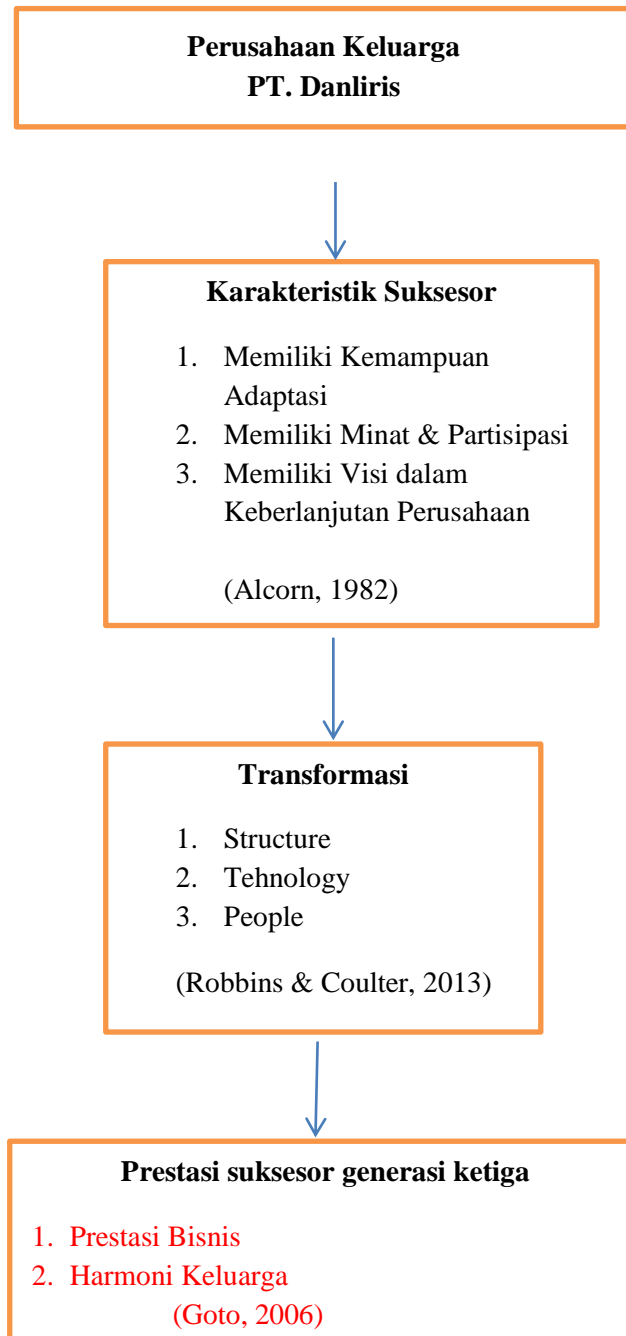 Perusahaan Keluarga
PT. Danliris
Karakteristik Suksesor
1. Memiliki Kemampuan
Adaptasi
2. Memiliki Minat & Partisipasi
3. Memiliki Visi dalam
Keberlanjutan Perusahaan
(Alcorn, 1982)
Transformasi
1. Structure
2. Tehnology
3. People
(Robbins & Coulter, 2013)
Prestasi suksesor generasi ketiga
1. Prestasi Bisnis
2. Harmoni Keluarga
(Goto, 2006)